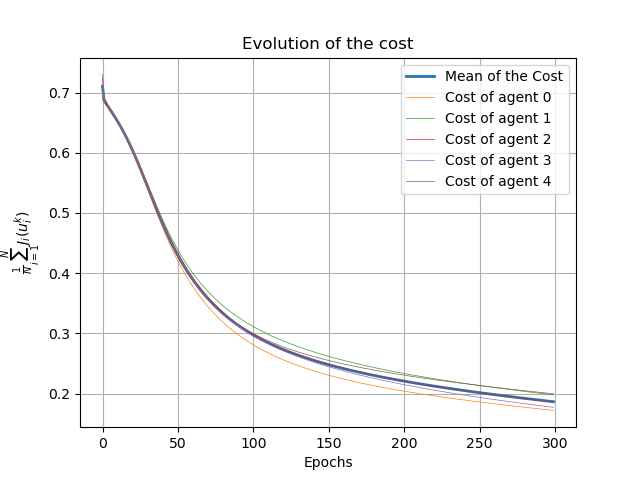 Evolution of the cost
Mean of the Cost
Cost of agent 0
Cost of agent 1
Cost of agent 2
Cost of agent 3
Cost of agent 4
0.7
0.6
0.5
0.4
0.3
0.2
$\frac{1}{N}\sum_{i=1}^{N} J_i(u_i^k)$
0 50 100 150 200 250 300
Epochs